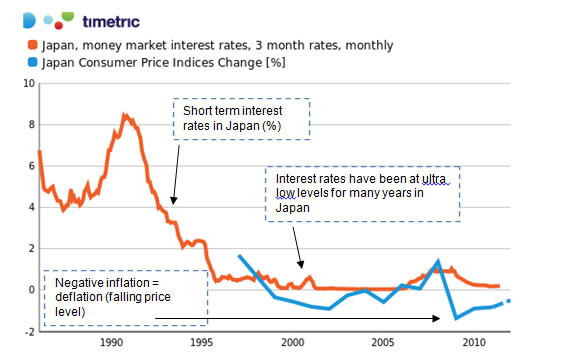 timetric
Japan, money market interest rates, 3 month rates, monthly
Japan Consumer Price Indices Change [%]
10
8
6
4
2
0
-2
Short term interest
rates in Japan (%)
Interest rates have been at ultra
low levels for many years in
Japan
Negative inflation =
deflation (falling price
level)
1990
1995
2000
2005
2010